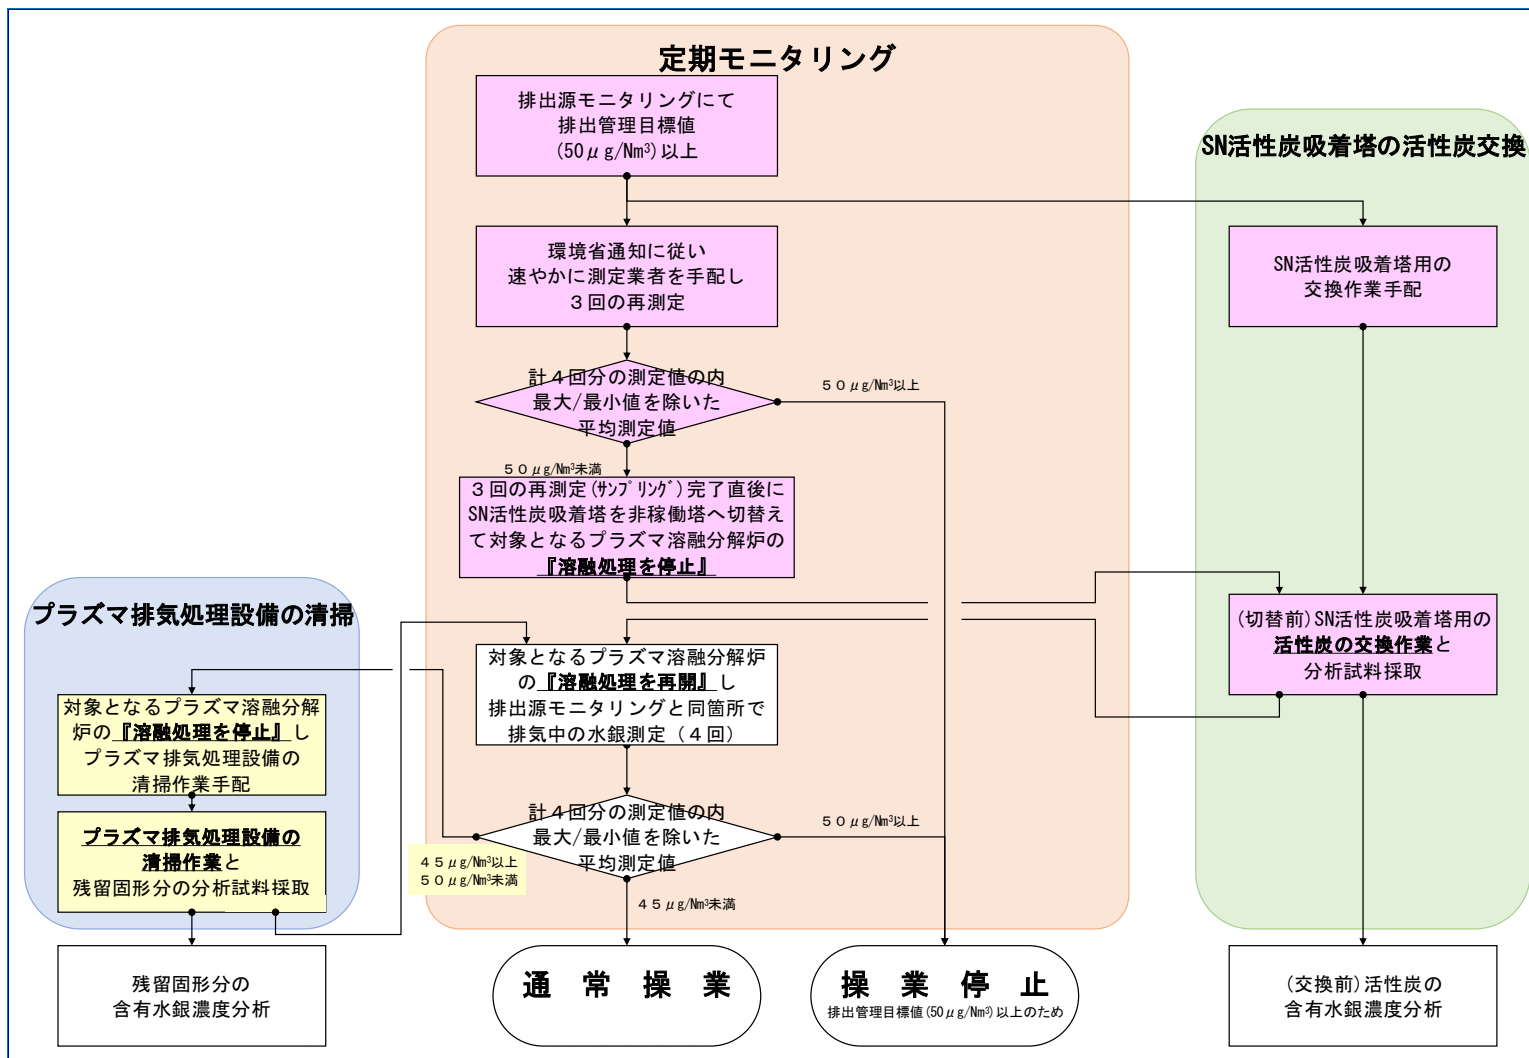 定期モニタリング
排出源モニタリングにて
排出管理目標値
(50μg/Nm³)以上
SN活性炭吸着塔の活性炭交換
環境省通知に従い
速やかに測定業者を手配し
３回の再測定
SN活性炭吸着塔用の
交換作業手配
計４回分の測定値の内
最大/最小値を除いた
平均測定値
５０μg/Nm³以上
５０μg/Nm³未満
３回の再測定(ｻﾝﾌﾟﾘﾝｸﾞ)完了直後に
SN活性炭吸着塔を非稼働塔へ切替え
て対象となるプラズマ溶融分解炉の
『溶融処理を停止』
プラズマ排気処理設備の清掃
(切替前)SN活性炭吸着塔用の
活性炭の交換作業と
分析試料採取
対象となるプラズマ溶融分解炉
の『溶融処理を再開』し
排出源モニタリングと同箇所で
排気中の水銀測定（４回）
対象となるプラズマ溶融分解
炉の『溶融処理を停止』し
プラズマ排気処理設備の
清掃作業手配
プラズマ排気処理設備の
清掃作業と
残留固形分の分析試料採取
計４回分の測定値の内
最大/最小値を除いた
平均測定値
５０μg/Nm³以上
４５μg/Nm³以上
５０μg/Nm³未満
４５μg/Nm³未満
残留固形分の
含有水銀濃度分析
通常操業
操業停止
排出管理目標値(50μg/Nm³)以上のため
(交換前)活性炭の
含有水銀濃度分析